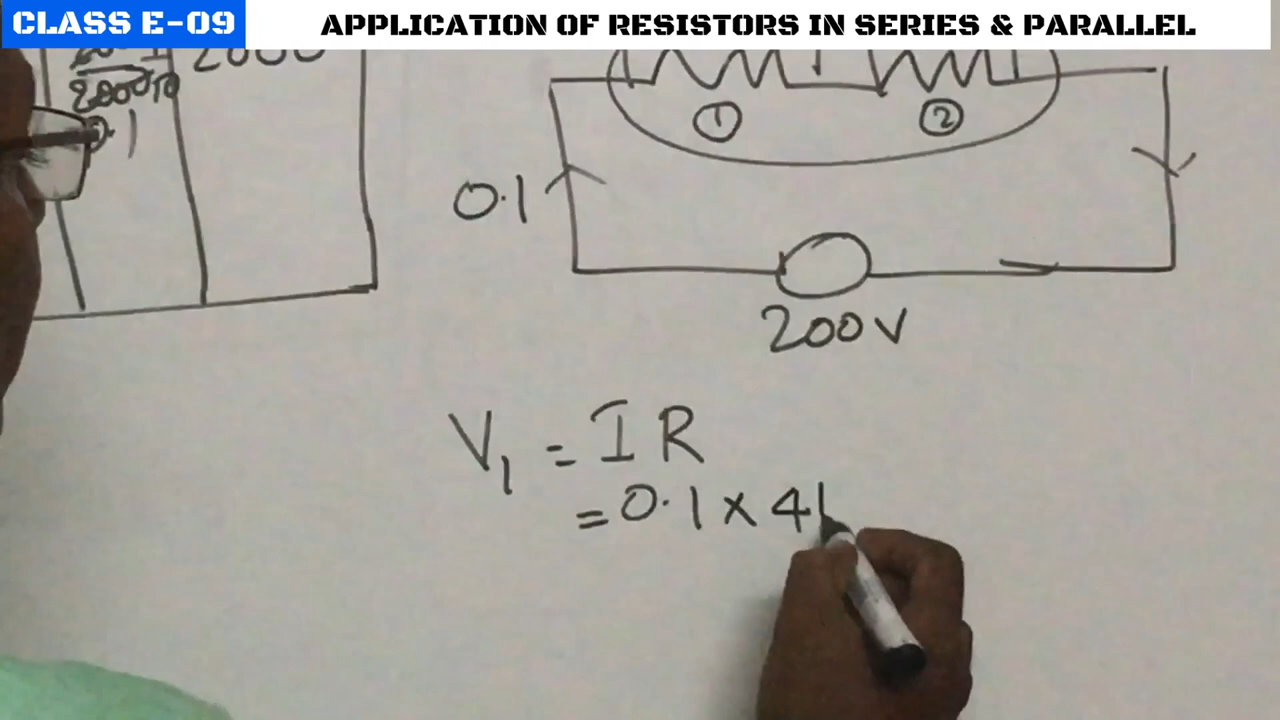 CLASS E-09
APPLICATION OF RESISTORS IN SERIES & PARALLEL
2000
1
① ②
0.1
200V
V₁ = IR
= 0.1 × 4